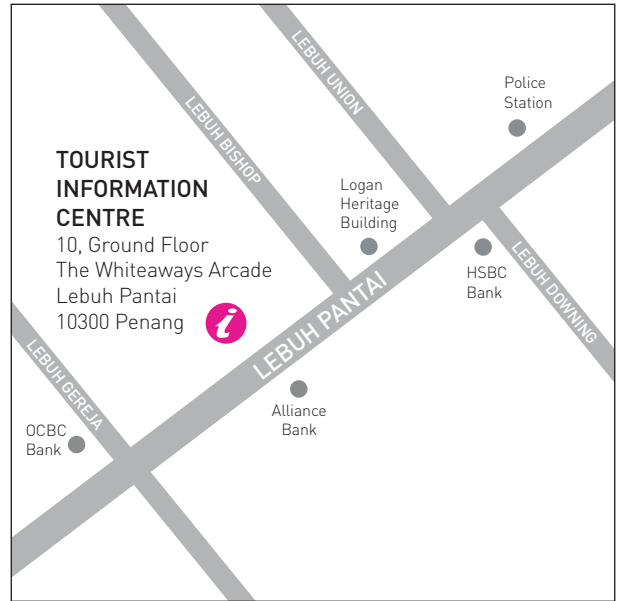 LEBUH UNION
LEBUH BISHOP
Police
Station
TOURIST
INFORMATION
CENTRE
10, Ground Floor
The Whiteaways Arcade
Lebuh Pantai
10300 Penang
i
Logan
Heritage
Building
HSBC
Bank
LEBUH DOWNING
LEBUH PANTAI
LEBUH GEREJA
Alliance
Bank
OCBC
Bank